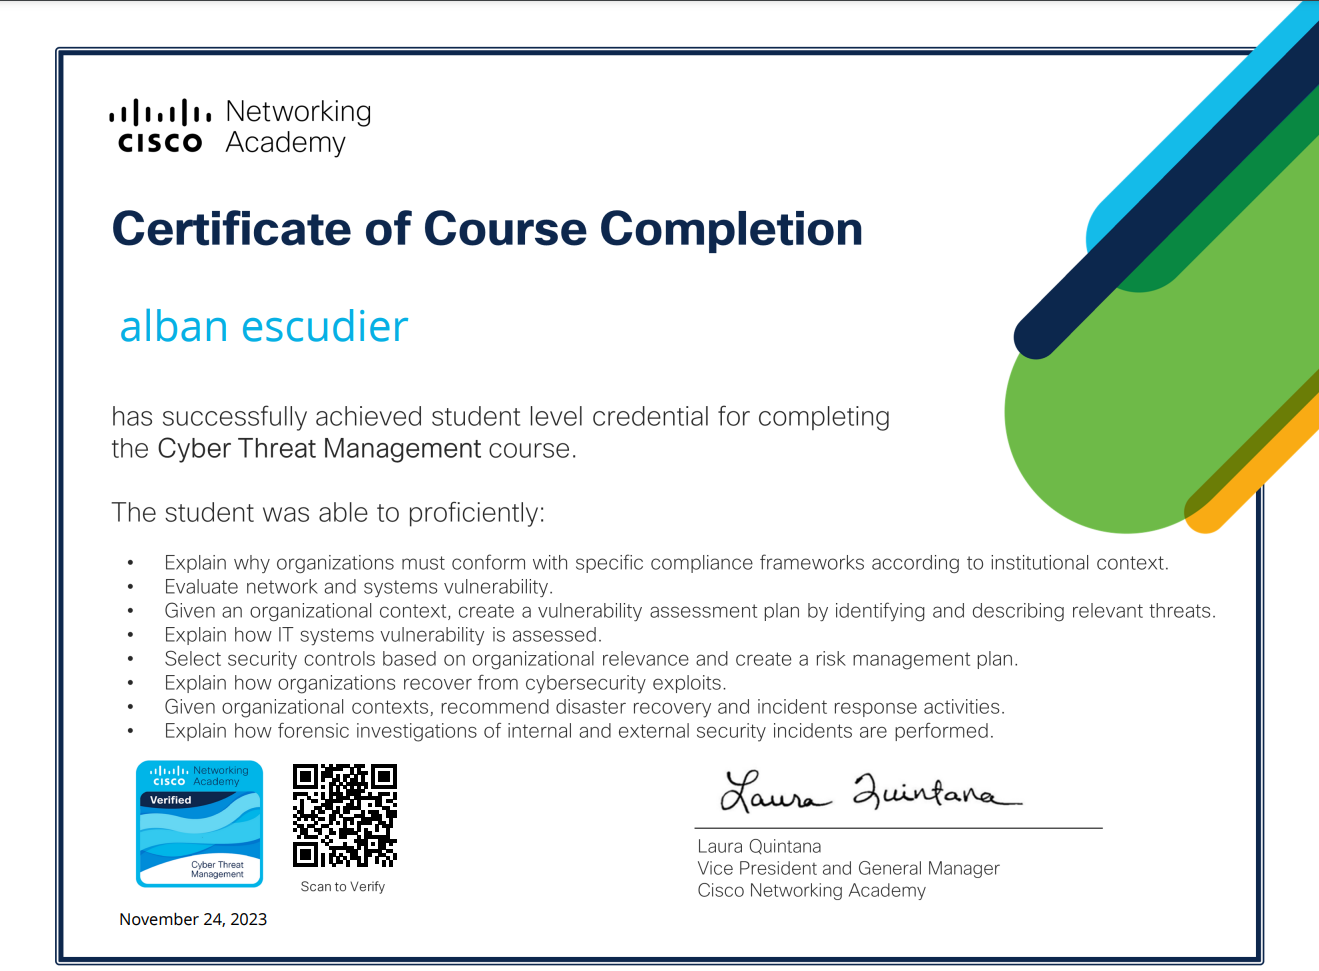 CISCO Networking
Academy
Certificate of Course Completion
alban escudier
has successfully achieved student level credential for completing
the Cyber Threat Management course.
The student was able to proficiently:
• Explain why organizations must conform with specific compliance frameworks according to institutional context.
• Evaluate network and systems vulnerability.
• Given an organizational context, create a vulnerability assessment plan by identifying and describing relevant threats.
• Explain how IT systems vulnerability is assessed.
• Select security controls based on organizational relevance and create a risk management plan.
• Explain how organizations recover from cybersecurity exploits.
• Given organizational contexts, recommend disaster recovery and incident response activities.
• Explain how forensic investigations of internal and external security incidents are performed.
CISCO Networking
Academy
Verified
Cyber Threat
Management
Scan to Verify
November 24, 2023
Laura Quintana
Laura Quintana
Vice President and General Manager
Cisco Networking Academy